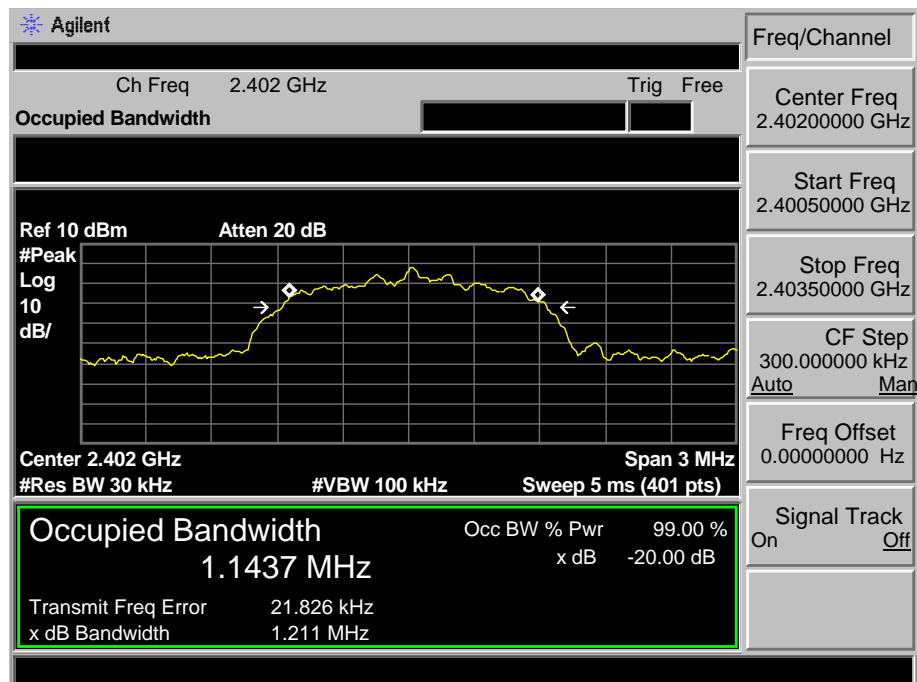 Agilent
Freq/Channel
Ch Freq 2.402 GHz Trig Free
Occupied Bandwidth
Center Freq
2.40200000 GHz
Start Freq
2.40050000 GHz
Stop Freq
2.40350000 GHz
CF Step
300.000000 kHz
Auto Man
Freq Offset
0.00000000 Hz
Signal Track
On Off
Ref 10 dBm Atten 20 dB
#Peak
Log
10
dB/
Center 2.402 GHz Span 3 MHz
#Res BW 30 kHz #VBW 100 kHz Sweep 5 ms (401 pts)
Occupied Bandwidth Occ BW % Pwr 99.00 %
1.1437 MHz x dB -20.00 dB
Transmit Freq Error 21.826 kHz
x dB Bandwidth 1.211 MHz